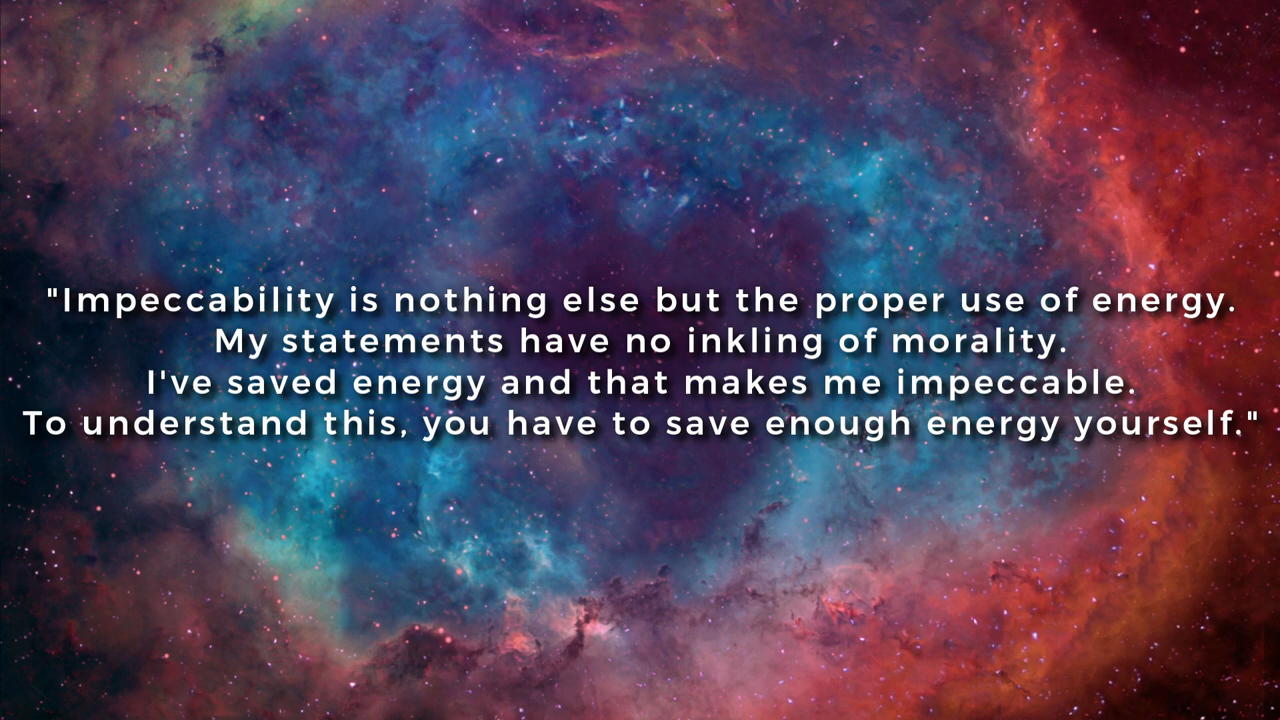 "Impeccability is nothing else but the proper use of energy.
My statements have no inkling of morality.
I've saved energy and that makes me impeccable.
To understand this, you have to save enough energy yourself."